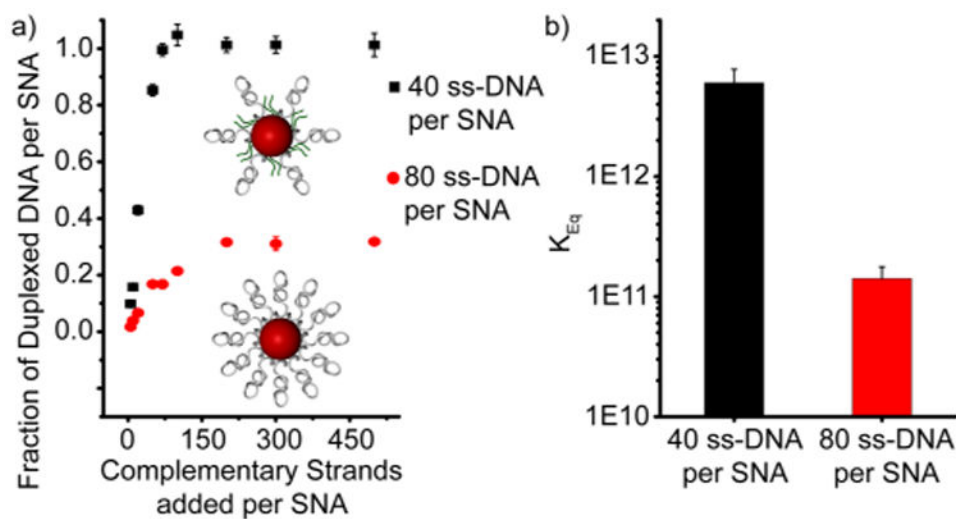 a)
Fraction of Duplexed DNA per SNA
1.0
0.8
0.6
0.4
0.2
0.0
0 150 300 450
Complementary Strands
added per SNA
40 ss-DNA
per SNA
80 ss-DNA
per SNA
b)
K_Eq
1E13
1E12
1E11
1E10
40 ss-DNA
per SNA
80 ss-DNA
per SNA